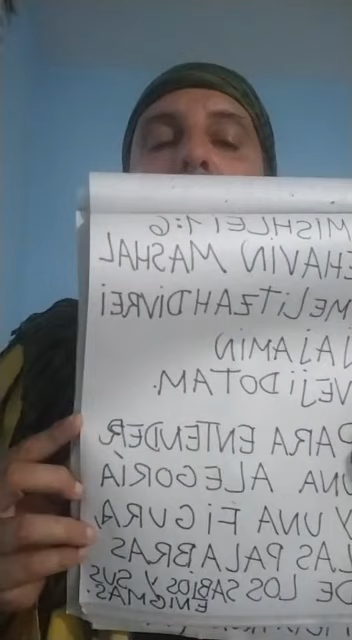 MISHLEI 1:6
EHAVIN MASHAL
MELITZAH DIVREI
JAJAMIN
VEJIDOTAM.
PARA ENTENDER
UNA ALEGORÍA
Y UNA FIGURA,
LAS PALABRAS
DE LOS SABIOS Y SUS
ENIGMAS.